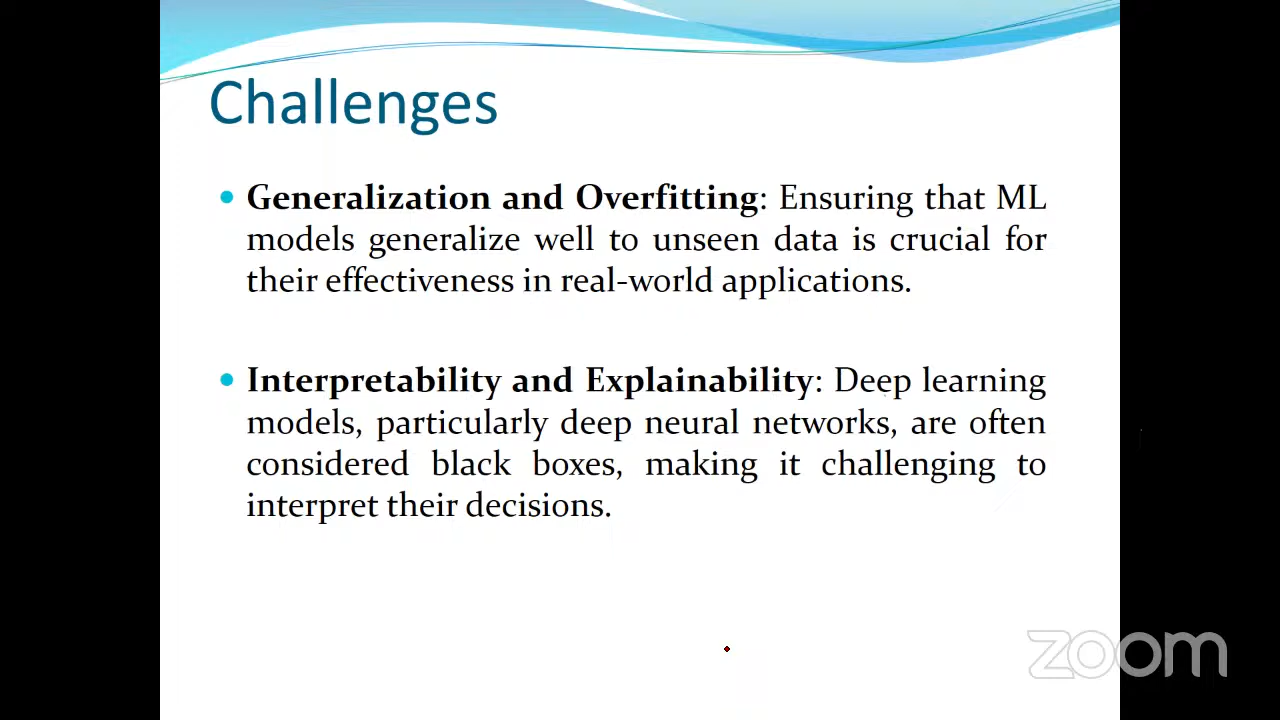 Challenges
• Generalization and Overfitting: Ensuring that ML
models generalize well to unseen data is crucial for
their effectiveness in real-world applications.
• Interpretability and Explainability: Deep learning
models, particularly deep neural networks, are often
considered black boxes, making it challenging to
interpret their decisions.
zoom